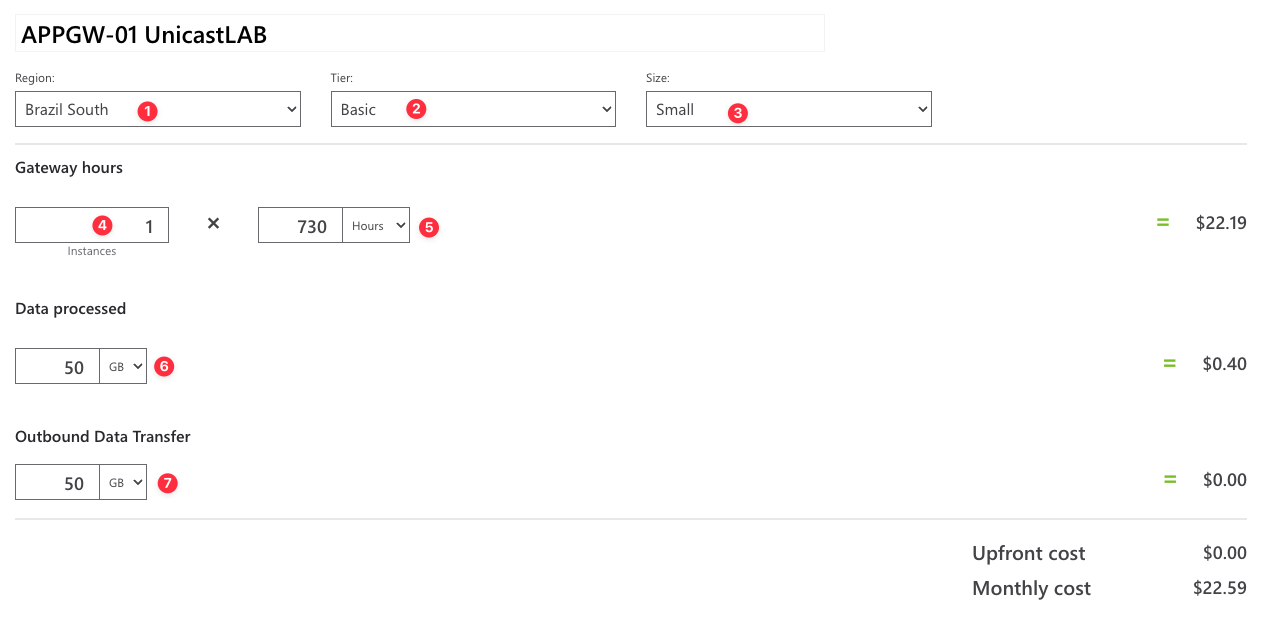 APPGW-01 UnicastLAB
Region: Tier: Size:
Brazil South 1 Basic 2 Small 3
Gateway hours
4 1 × 730 Hours 5 = $22.19
Instances
Data processed
50 GB 6 = $0.40
Outbound Data Transfer
50 GB 7 = $0.00
Upfront cost $0.00
Monthly cost $22.59